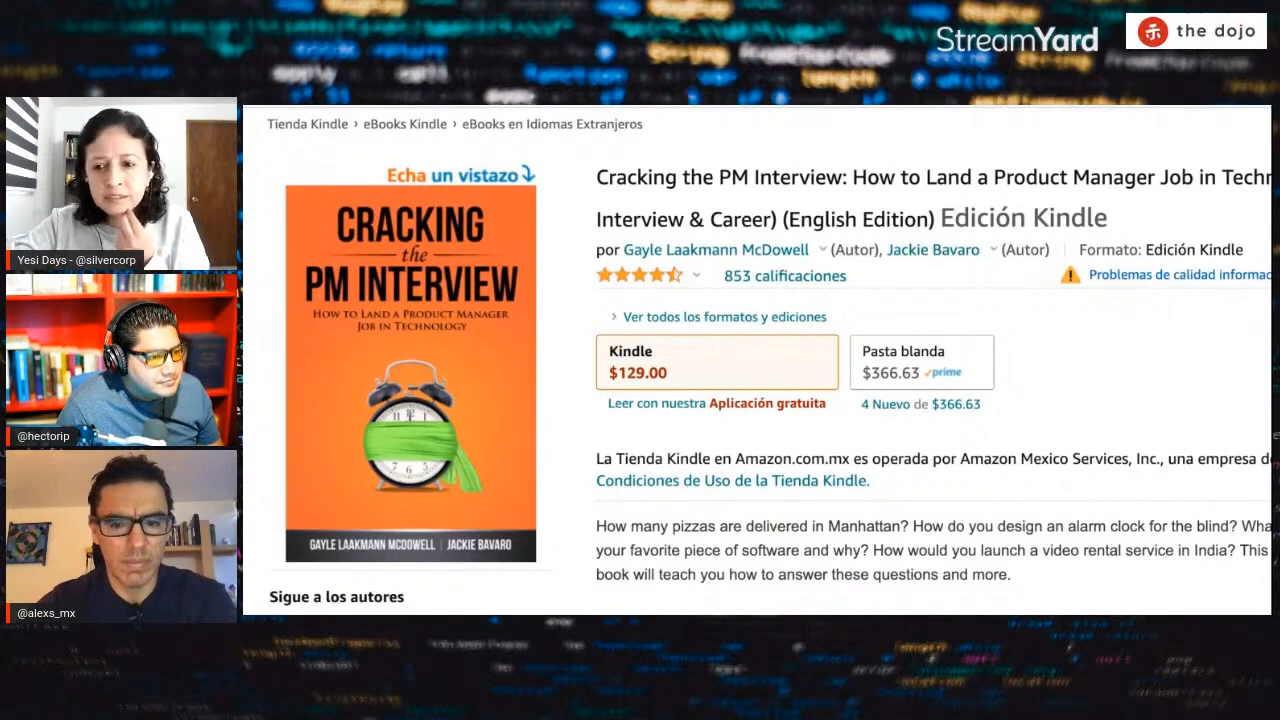 StreamYard
the dojo
Yesi Days - @silvercorp
@hectorip
@alexs_mx
Tienda Kindle › eBooks Kindle › eBooks en Idiomas Extranjeros
Echa un vistazo
CRACKING
the
PM INTERVIEW
HOW TO LAND A PRODUCT MANAGER
JOB IN TECHNOLOGY
GAYLE LAAKMANN MCDOWELL | JACKIE BAVARO
Sigue a los autores
Cracking the PM Interview: How to Land a Product Manager Job in Techn
Interview & Career) (English Edition) Edición Kindle
por Gayle Laakmann McDowell (Autor), Jackie Bavaro (Autor) | Formato: Edición Kindle
853 calificaciones
Problemas de calidad informac
› Ver todos los formatos y ediciones
Kindle
$129.00
Pasta blanda
$366.63 prime
Leer con nuestra Aplicación gratuita
4 Nuevo de $366.63
La Tienda Kindle en Amazon.com.mx es operada por Amazon Mexico Services, Inc., una empresa de
Condiciones de Uso de la Tienda Kindle.
How many pizzas are delivered in Manhattan? How do you design an alarm clock for the blind? Wha
your favorite piece of software and why? How would you launch a video rental service in India? This
book will teach you how to answer these questions and more.